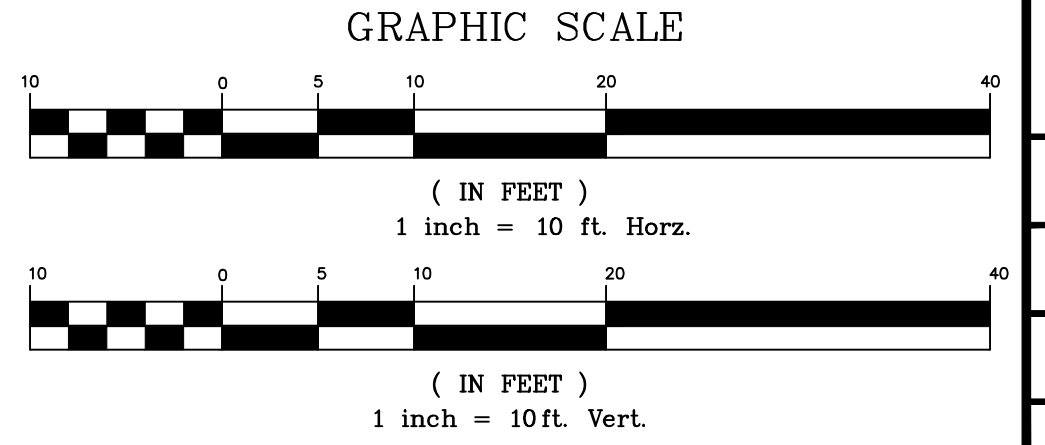 GRAPHIC SCALE
10 0 5 10 20 40
( IN FEET )
1 inch = 10 ft. Horz.
10 0 5 10 20 40
( IN FEET )
1 inch = 10 ft. Vert.